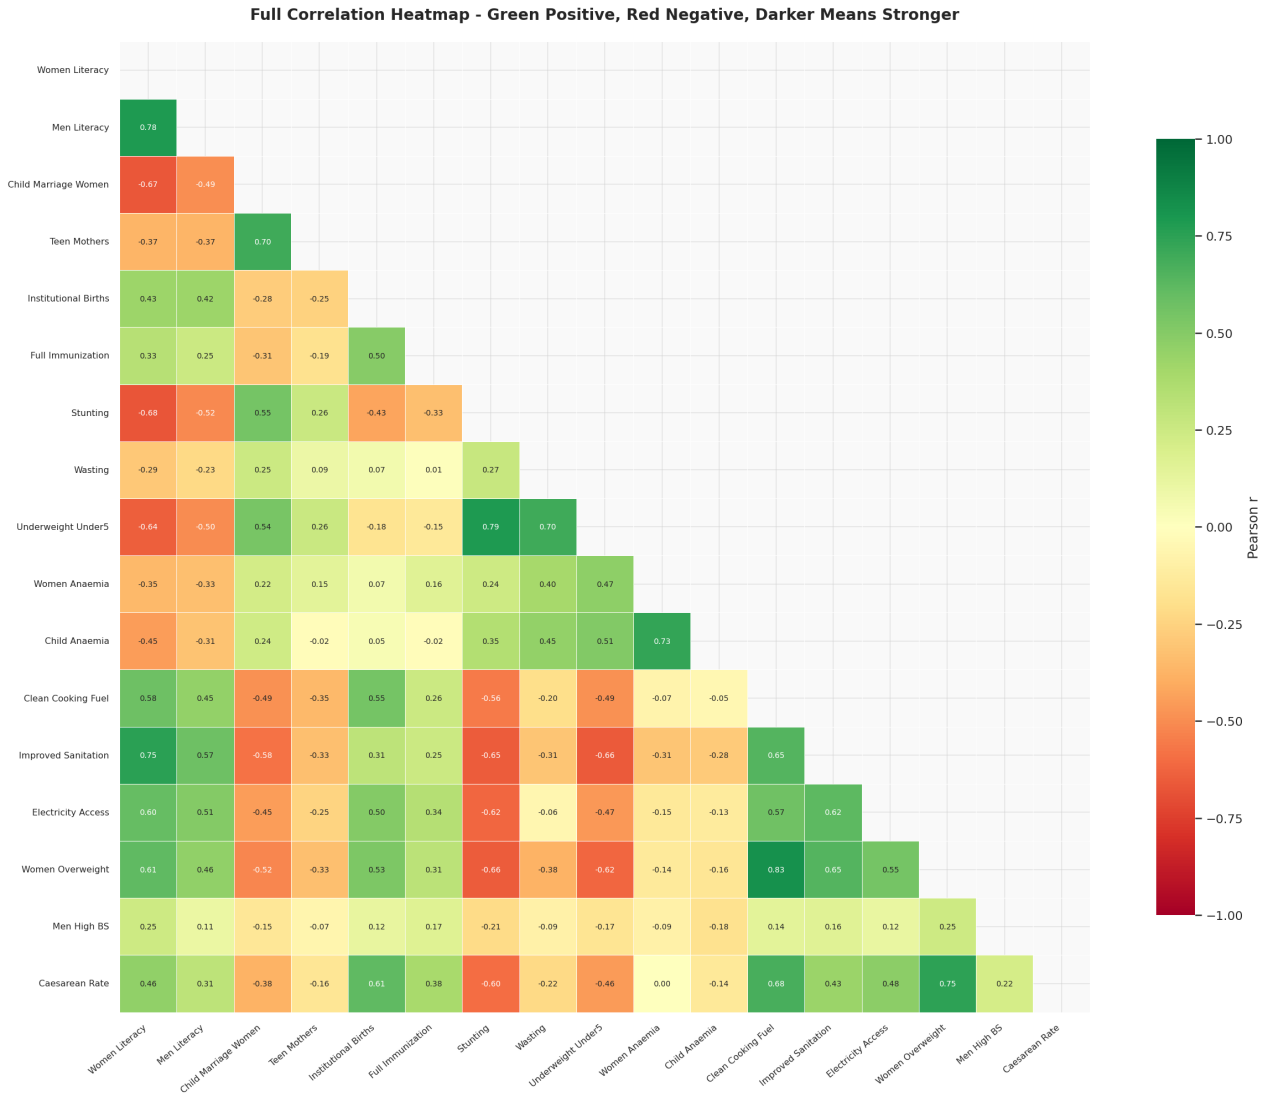 Full Correlation Heatmap - Green Positive, Red Negative, Darker Means Stronger
Women Literacy
Men Literacy 0.78
Child Marriage Women -0.67 -0.49
Teen Mothers -0.37 -0.37 0.70
Institutional Births 0.43 0.42 -0.28 -0.25
Full Immunization 0.33 0.25 -0.31 -0.19 0.50
Stunting -0.68 -0.52 0.55 0.26 -0.43 -0.33
Wasting -0.29 -0.23 0.25 0.09 0.07 0.01 0.27
Underweight Under5 -0.64 -0.50 0.54 0.26 -0.18 -0.15 0.79 0.70
Women Anaemia -0.35 -0.33 0.22 0.15 0.07 0.16 0.24 0.40 0.47
Child Anaemia -0.45 -0.31 0.24 -0.02 0.05 -0.02 0.35 0.45 0.51 0.73
Clean Cooking Fuel 0.58 0.45 -0.49 -0.35 0.55 0.26 -0.56 -0.20 -0.49 -0.07 -0.05
Improved Sanitation 0.75 0.57 -0.58 -0.33 0.31 0.25 -0.65 -0.31 -0.66 -0.31 -0.28 0.65
Electricity Access 0.60 0.51 -0.45 -0.25 0.50 0.34 -0.62 -0.06 -0.47 -0.15 -0.13 0.57 0.62
Women Overweight 0.61 0.46 -0.52 -0.33 0.53 0.31 -0.66 -0.38 -0.62 -0.14 -0.16 0.83 0.65 0.55
Men High BS 0.25 0.11 -0.15 -0.07 0.12 0.17 -0.21 -0.09 -0.17 -0.09 -0.18 0.14 0.16 0.12 0.25
Caesarean Rate 0.46 0.31 -0.38 -0.16 0.61 0.38 -0.60 -0.22 -0.46 0.00 -0.14 0.68 0.43 0.48 0.75 0.22
Women Literacy
Men Literacy
Child Marriage Women
Teen Mothers
Institutional Births
Full Immunization
Stunting
Wasting
Underweight Under5
Women Anaemia
Child Anaemia
Clean Cooking Fuel
Improved Sanitation
Electricity Access
Women Overweight
Men High BS
Caesarean Rate
1.00
0.75
0.50
0.25
0.00
−0.25
−0.50
−0.75
−1.00
Pearson r